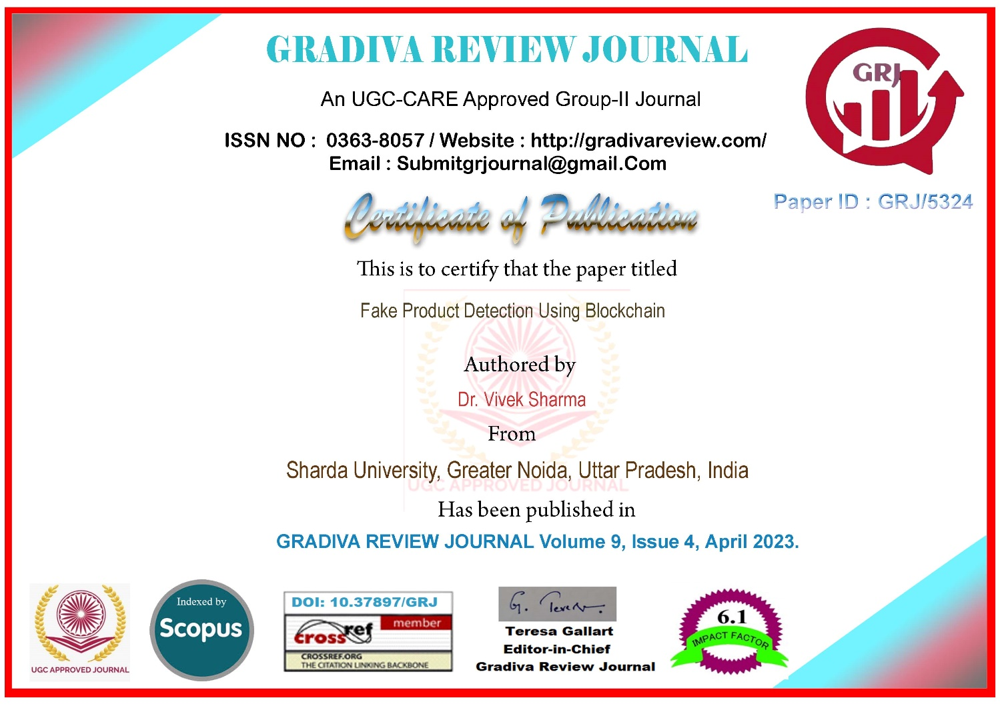 GRADIVA REVIEW JOURNAL
GRJ
An UGC-CARE Approved Group-II Journal
ISSN NO : 0363-8057 / Website : http://gradivareview.com/
Email : Submitgrjournal@gmail.Com
Certificate of Publication
Paper ID : GRJ/5324
This is to certify that the paper titled
Fake Product Detection Using Blockchain
Authored by
Dr. Vivek Sharma
From
Sharda University, Greater Noida, Uttar Pradesh, India
UGC APPROVED JOURNAL
Has been published in
GRADIVA REVIEW JOURNAL Volume 9, Issue 4, April 2023.
UGC APPROVED JOURNAL
Indexed by
Scopus
DOI: 10.37897/GRJ
crossref
member
CROSSREF.ORG
THE CITATION LINKING BACKBONE
G.
Teresa Gallart
Editor-in-Chief
Gradiva Review Journal
6.1
IMPACT FACTOR